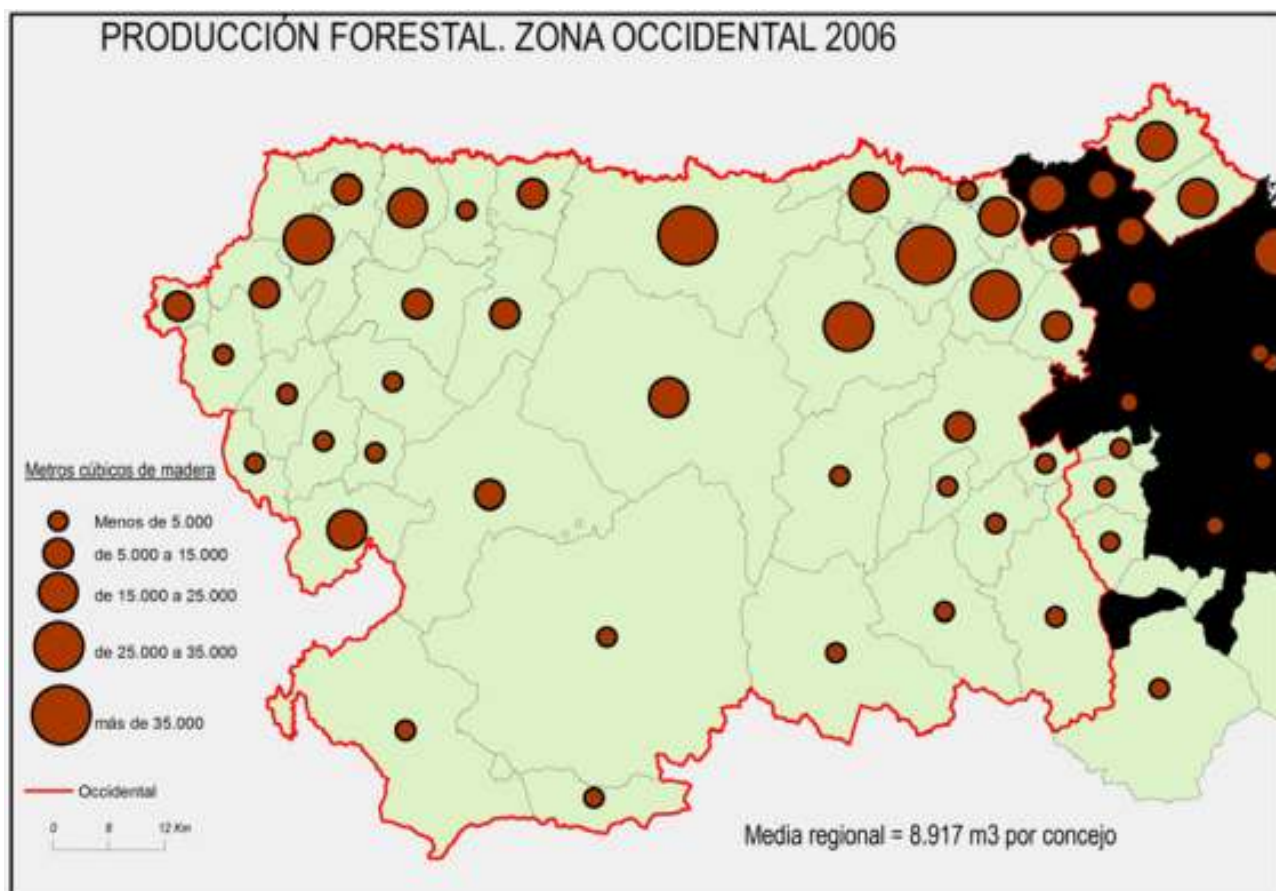 PRODUCCIÓN FORESTAL. ZONA OCCIDENTAL 2006
Metros cúbicos de madera
Menos de 5.000
de 5.000 a 15.000
de 15.000 a 25.000
de 25.000 a 35.000
más de 35.000
Occidental
0 6 12 Km
Media regional = 8.917 m3 por concejo